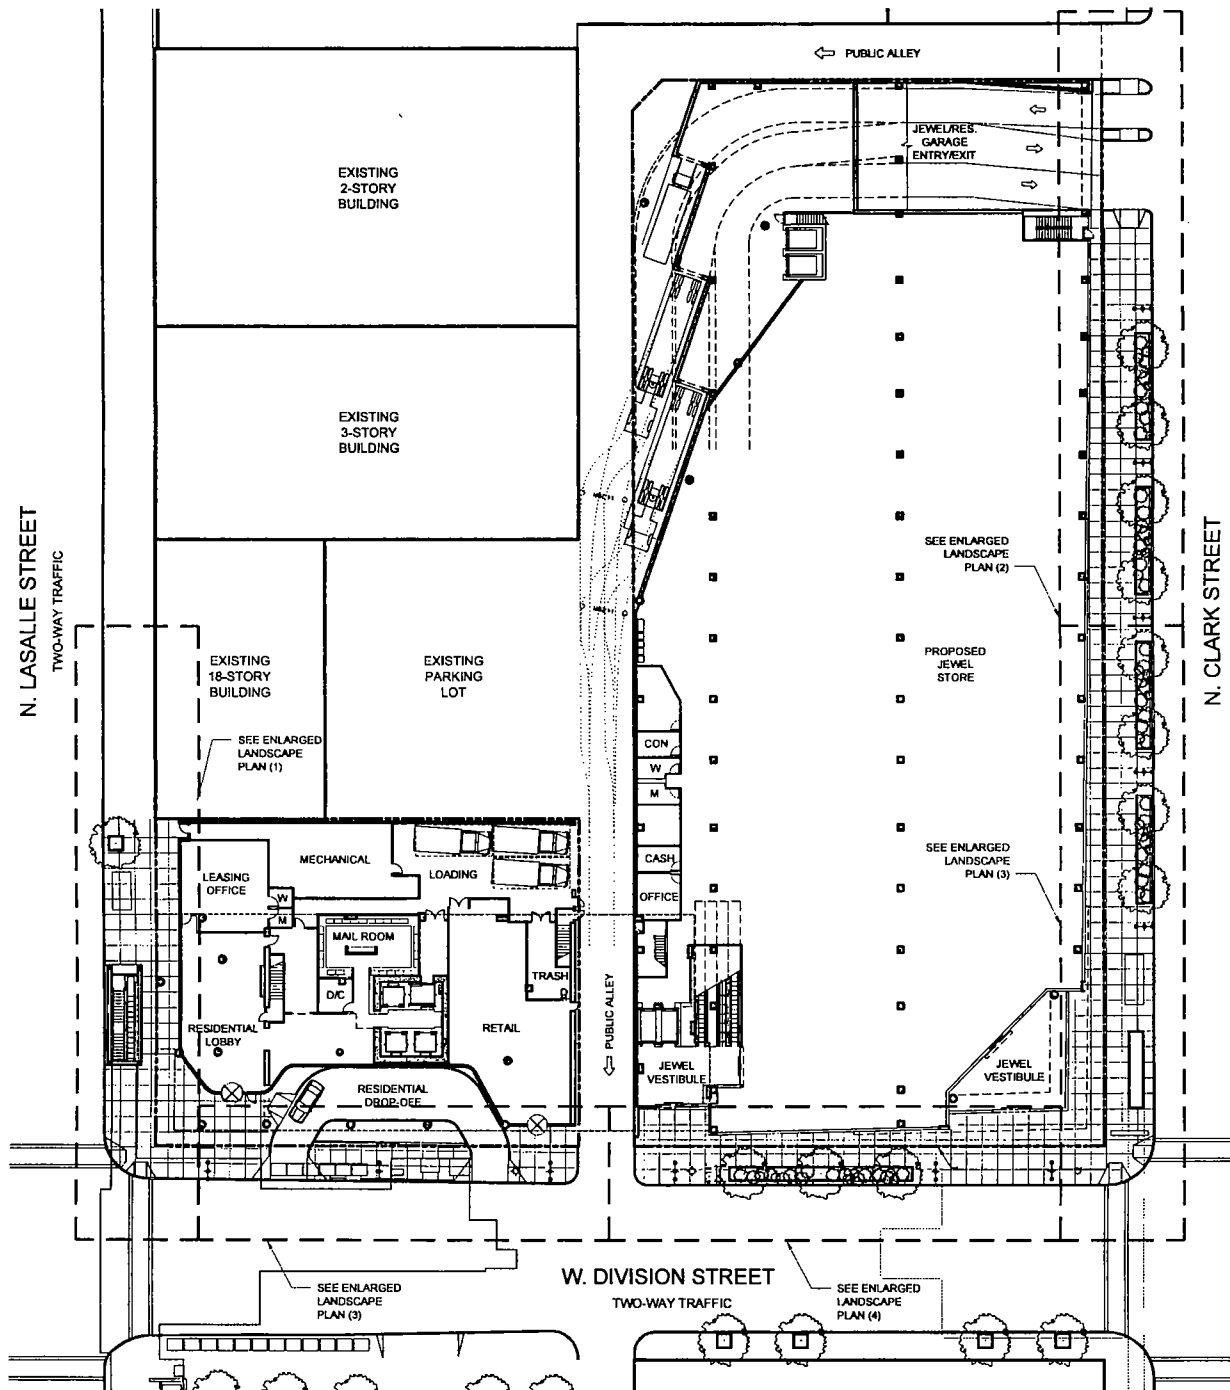 PUBLIC ALLEY
JEWEL/RES.
GARAGE
ENTRY/EXIT
EXISTING
2-STORY
BUILDING
EXISTING
3-STORY
BUILDING
N. LASALLE STREET
TWO-WAY TRAFFIC
N. CLARK STREET
SEE ENLARGED
LANDSCAPE
PLAN (2)
EXISTING
18-STORY
BUILDING
EXISTING
PARKING
LOT
PROPOSED
JEWEL
STORE
SEE ENLARGED
LANDSCAPE
PLAN (1)
CON
W
M
CASH
OFFICE
SEE ENLARGED
LANDSCAPE
PLAN (3)
MECHANICAL
LEASING
OFFICE
LOADING
W
M
MAIL ROOM
D/C
TRASH
RESIDENTIAL
LOBBY
RETAIL
PUBLIC ALLEY
JEWEL
VESTIBULE
JEWEL
VESTIBULE
RESIDENTIAL
DROP-OFF
W. DIVISION STREET
TWO-WAY TRAFFIC
SEE ENLARGED
LANDSCAPE
PLAN (3)
SEE ENLARGED
LANDSCAPE
PLAN (4)